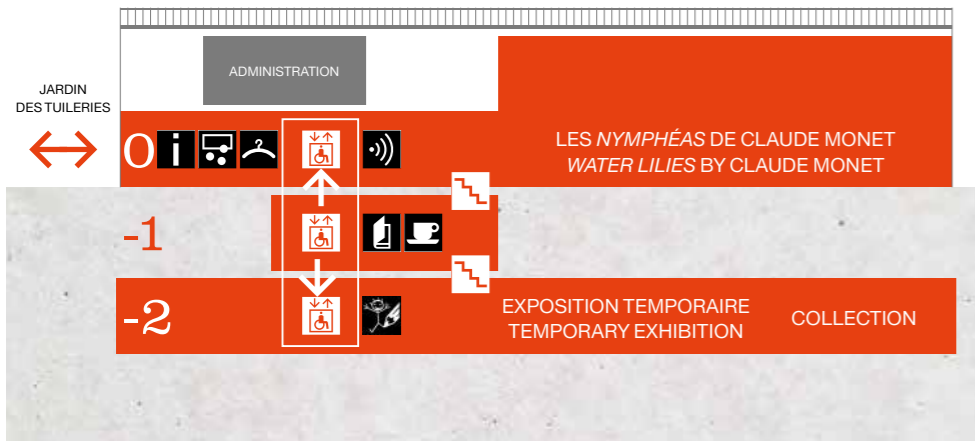 ADMINISTRATION
JARDIN
DES TUILERIES
0 i
LES NYMPHÉAS DE CLAUDE MONET
WATER LILIES BY CLAUDE MONET
-1
-2
EXPOSITION TEMPORAIRE
TEMPORARY EXHIBITION
COLLECTION